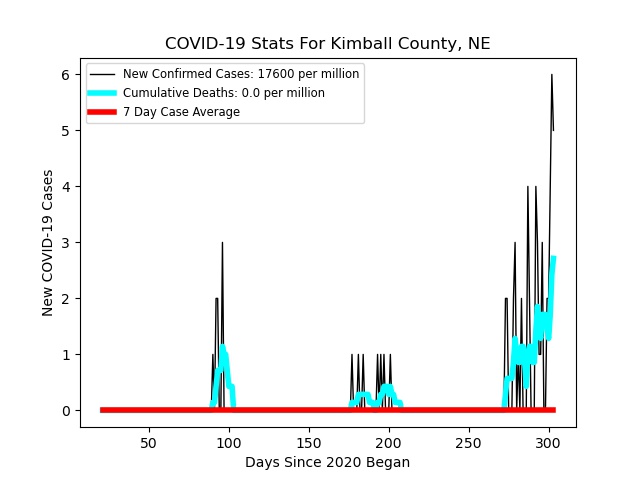 COVID-19 Stats For Kimball County, NE
New Confirmed Cases: 17600 per million
Cumulative Deaths: 0.0 per million
7 Day Case Average
New COVID-19 Cases
6
5
4
3
2
1
0
50 100 150 200 250 300
Days Since 2020 Began